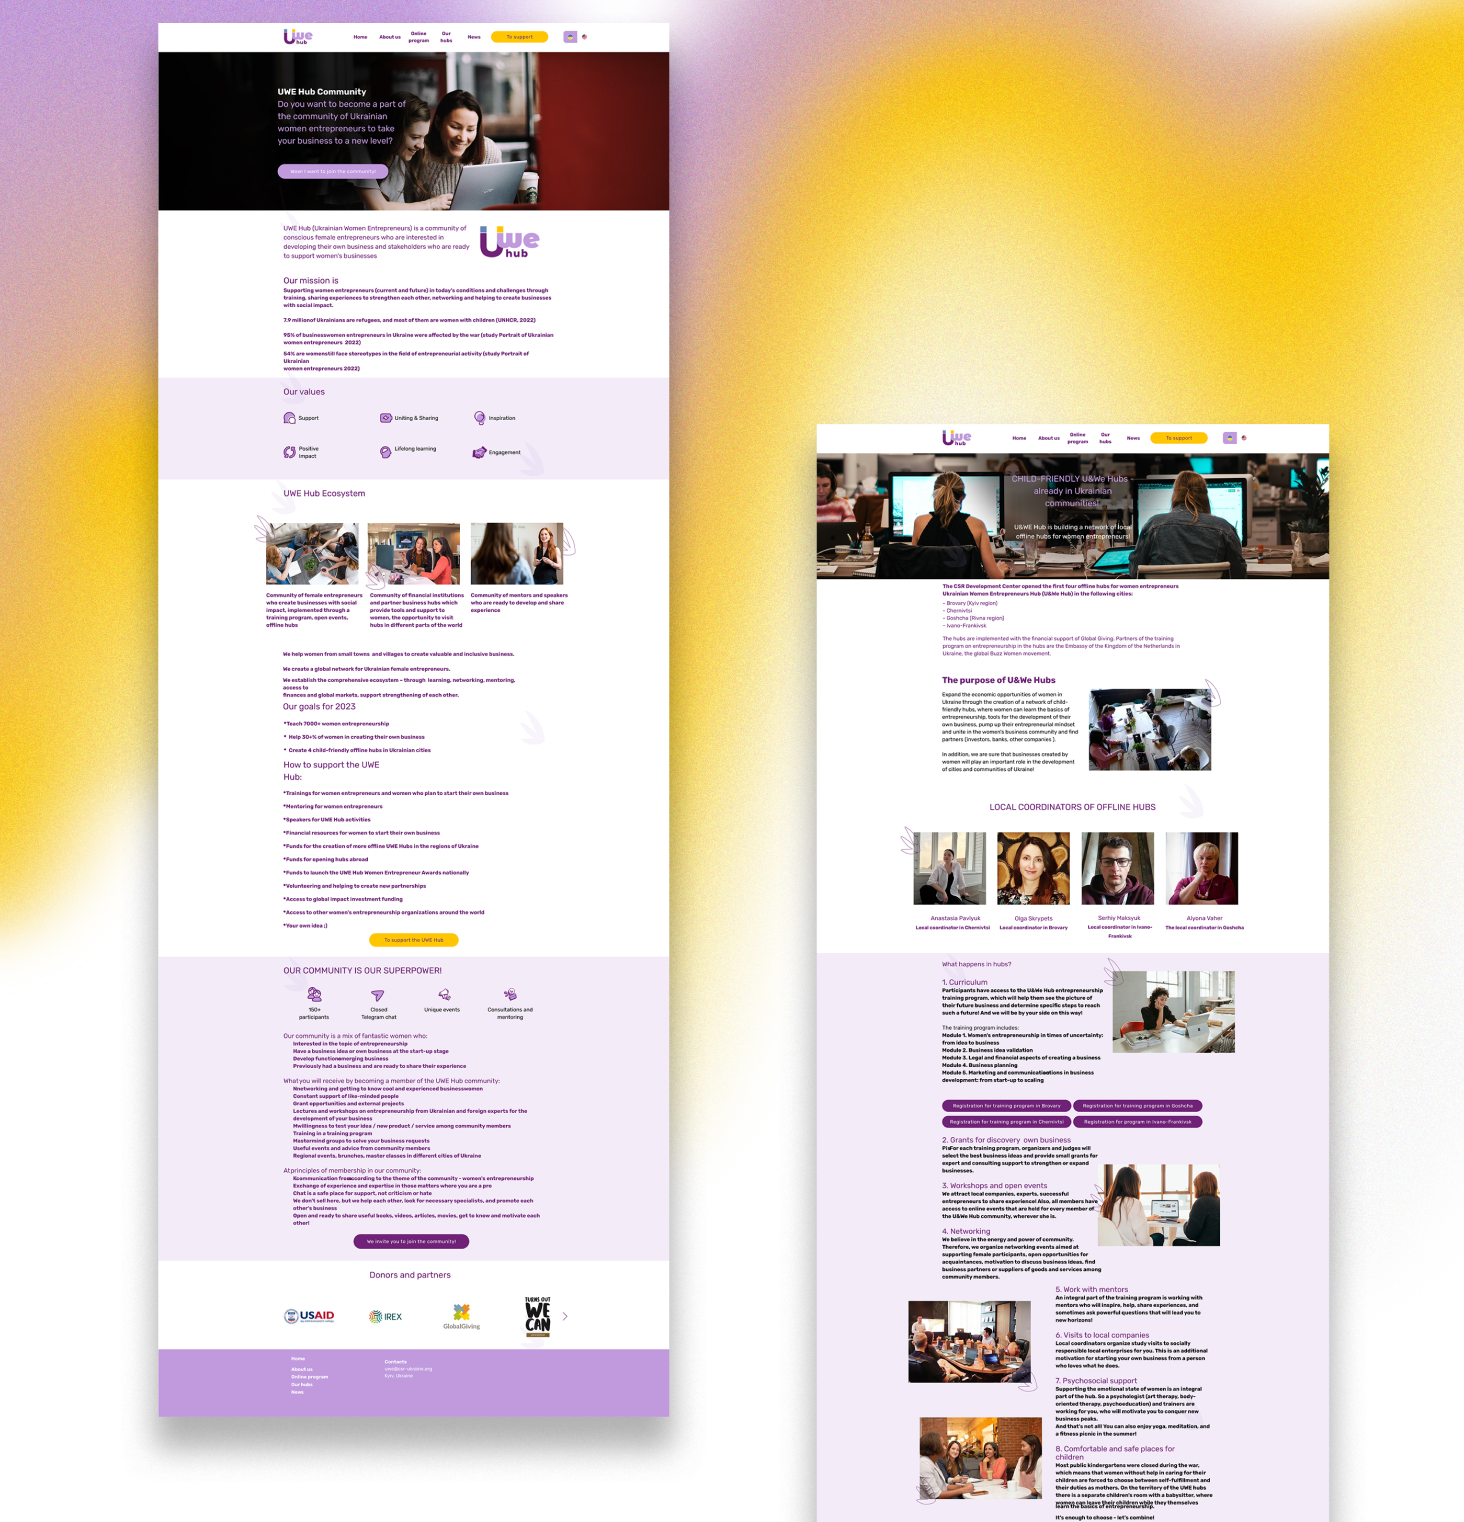 Uwe
hub
Home
About us
Online
program
Our
hubs
News
To support
UWE Hub Community
Do you want to become a part of
the community of Ukrainian
women entrepreneurs to take
your business to a new level?
Wow! I want to join the community!
UWE Hub (Ukrainian Women Entrepreneurs) is a community of
conscious female entrepreneurs who are interested in
developing their own business and stakeholders who are ready
to support women's businesses
Uwe
hub
Our mission is
Supporting women entrepreneurs (current and future) in today's conditions and challenges through
training, sharing experiences to strengthen each other, networking and helping to create businesses
with social impact.
7.9 millionof Ukrainians are refugees, and most of them are women with children (UNHCR, 2022)
95% of businesswomen entrepreneurs in Ukraine were affected by the war (study Portrait of Ukrainian
women entrepreneurs 2022)
54% are womenstill face stereotypes in the field of entrepreneurial activity (study Portrait of
Ukrainian
women entrepreneurs 2022)
Our values
Support
Uniting & Sharing
Inspiration
Positive
Impact
Lifelong learning
Engagement
UWE Hub Ecosystem
Community of female entrepreneurs
who create businesses with social
impact, implemented through a
training program, open events,
offline hubs
Community of financial institutions
and partner business hubs which
provide tools and support to
women, the opportunity to visit
hubs in different parts of the world
Community of mentors and speakers
who are ready to develop and share
experience
We help women from small towns and villages to create valuable and inclusive business.
We create a global network for Ukrainian female entrepreneurs.
We establish the comprehensive ecosystem – through learning, networking, mentoring,
access to
finances and global markets, support strengthening of each other.
Our goals for 2023
*Teach 7000+ women entrepreneurship
* Help 30+% of women in creating their own business
* Create 4 child-friendly offline hubs in Ukrainian cities
How to support the UWE
Hub:
*Trainings for women entrepreneurs and women who plan to start their own business
*Mentoring for women entrepreneurs
*Speakers for UWE Hub activities
*Financial resources for women to start their own business
*Funds for the creation of more offline UWE Hubs in the regions of Ukraine
*Funds for opening hubs abroad
*Funds to launch the UWE Hub Women Entrepreneur Awards nationally
*Volunteering and helping to create new partnerships
*Access to global impact investment funding
*Access to other women's entrepreneurship organizations around the world
*Your own idea ;)
To support the UWE Hub
OUR COMMUNITY IS OUR SUPERPOWER!
150+
participants
Closed
Telegram chat
Unique events
Consultations and
mentoring
Our community is a mix of fantastic women who:
Interested in the topic of entrepreneurship
Have a business idea or own business at the start-up stage
Develop
business
Previously had a business and are ready to share their experience
What you will receive by becoming a member of the UWE Hub community:
Nnetworking and getting to know cool and experienced businesswomen
Constant support of like-minded people
Grant opportunities and external projects
Lectures and workshops on entrepreneurship from Ukrainian and foreign experts for the
development of your business
Mwillingness to test your idea / new product / service among community members
Training in a training program
Mastermind groups to solve your business requests
Useful events and advice from community members
Regional events, brunches, master classes in different cities of Ukraine
Atprinciples of membership in our community:
to the theme of the community - women's entrepreneurship
Exchange of experience and expertise in those matters where you are a pro
Chat is a safe place for support, not criticism or hate
We don't sell here, but we help each other, look for necessary specialists, and promote each
other's business
Open and ready to share useful books, videos, articles, movies, get to know and motivate each
other!
We invite you to join the community!
Donors and partners
USAID
IREX
GlobalGiving
TURNS OUT
WE
CAN
Home
About us
Online program
Our hubs
News
Contacts
uwe@csr-ukraine.org
Kyiv, Ukraine
Uwe
hub
Home
About us
Online
program
Our
hubs
News
To support
CHILD-FRIENDLY U&We Hubs -
already in Ukrainian
communities!
U&WE Hub is building a network of local
offline hubs for women entrepreneurs!
The CSR Development Center opened the first four offline hubs for women entrepreneurs
Ukrainian Women Entrepreneurs Hub (U&We Hub) in the following cities:
– Brovary (Kyiv region)
– Chernivtsi
– Goshcha (Rivna region)
– Ivano-Frankivsk
The hubs are implemented with the financial support of Global Giving. Partners of the training
program on entrepreneurship in the hubs are the Embassy of the Kingdom of the Netherlands in
Ukraine, the global Buzz Women movement.
The purpose of U&We Hubs
Expand the economic opportunities of women in
Ukraine through the creation of a network of child-
friendly hubs, where women can learn the basics of
entrepreneurship, tools for the development of their
own business, pump up their entrepreneurial mindset
and unite in the women's business community and find
partners (investors, banks, other companies ).
In addition, we are sure that businesses created by
women will play an important role in the development
of cities and communities of Ukraine!
LOCAL COORDINATORS OF OFFLINE HUBS
Anastasia Pavlyuk
Local coordinator in Chernivtsi
Olga Skrypets
Local coordinator in Brovary
Serhiy Maksyuk
Local coordinator in Ivano-
Frankivsk
Alyona Vaher
The local coordinator in Goshcha
What happens in hubs?
1. Curriculum
Participants have access to the U&We Hub entrepreneurship
training program, which will help them see the picture of
their future business and determine specific steps to reach
such a future! And we will be by your side on this way!
The training program includes:
Module 1. Women's entrepreneurship in times of uncertainty:
from idea to business
Module 2. Business idea validation
Module 3. Legal and financial aspects of creating a business
Module 4. Business planning
Module 5. Marketing and communications in business
development: from start-up to scaling
Registration for training program in Brovary
Registration for training program in Goshcha
Registration for training program in Chernivtsi
Registration for program in Ivano-Frankivsk
2. Grants for discovery own business
each training program, organizers and judges will
select the best business ideas and provide small grants for
expert and consulting support to strengthen or expand
businesses.
3. Workshops and open events
We attract local companies, experts, successful
entrepreneurs to share experience! Also, all members have
access to online events that are held for every member of
the U&We Hub community, wherever she is.
4. Networking
We believe in the energy and power of community.
Therefore, we organize networking events aimed at
supporting female participants, open opportunities for
acquaintances, motivation to discuss business ideas, find
business partners or suppliers of goods and services among
community members.
5. Work with mentors
An integral part of the training program is working with
mentors who will inspire, help, share experiences, and
sometimes ask powerful questions that will lead you to
new horizons!
6. Visits to local companies
Local coordinators organize study visits to socially
responsible local enterprises for you. This is an additional
motivation for starting your own business from a person
who loves what he does.
7. Psychosocial support
Supporting the emotional state of women is an integral
part of the hub. So a psychologist (art therapy, body-
oriented therapy, psychoeducation) and trainers are
working for you, who will motivate you to conquer new
business peaks.
And that's not all! You can also enjoy yoga, meditation, and
a fitness picnic in the summer!
8. Comfortable and safe places for
children
Most public kindergartens were closed during the war,
which means that women without help in caring for their
children are forced to choose between self-fulfillment and
their duties as mothers. On the territory of the UWE hubs
there is a separate children's room with a babysitter, where
women can leave their children while they themselves
learn the basics of entrepreneurship.
It's enough to choose - let's combine!